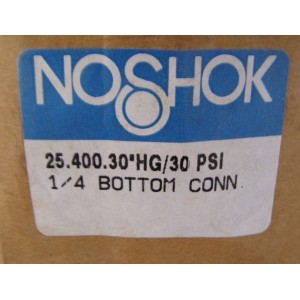 NOSHOK
25.400.30"HG/30 PSI
1/4 BOTTOM CONN.